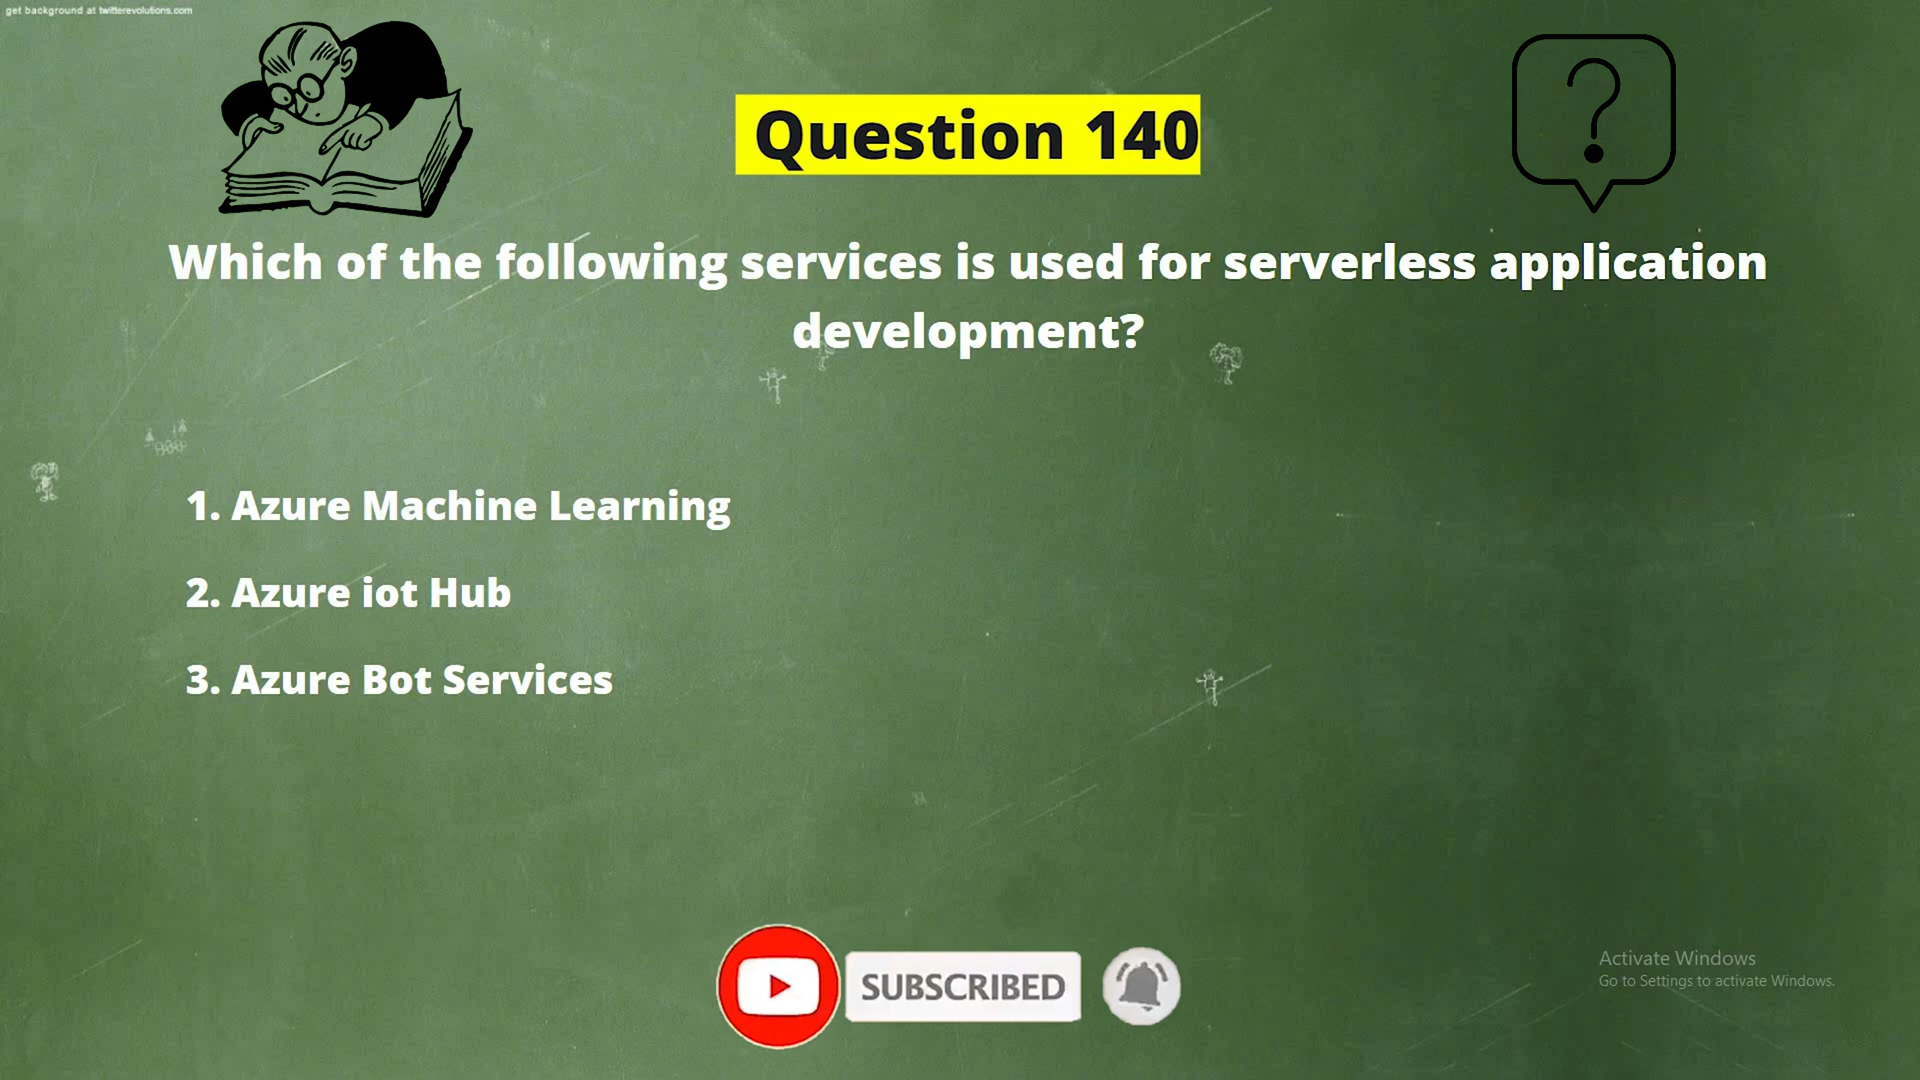 get background at twitterevolutions.com
Question 140
Which of the following services is used for serverless application
development?
1. Azure Machine Learning
2. Azure iot Hub
3. Azure Bot Services
SUBSCRIBED
Activate Windows
Go to Settings to activate Windows.